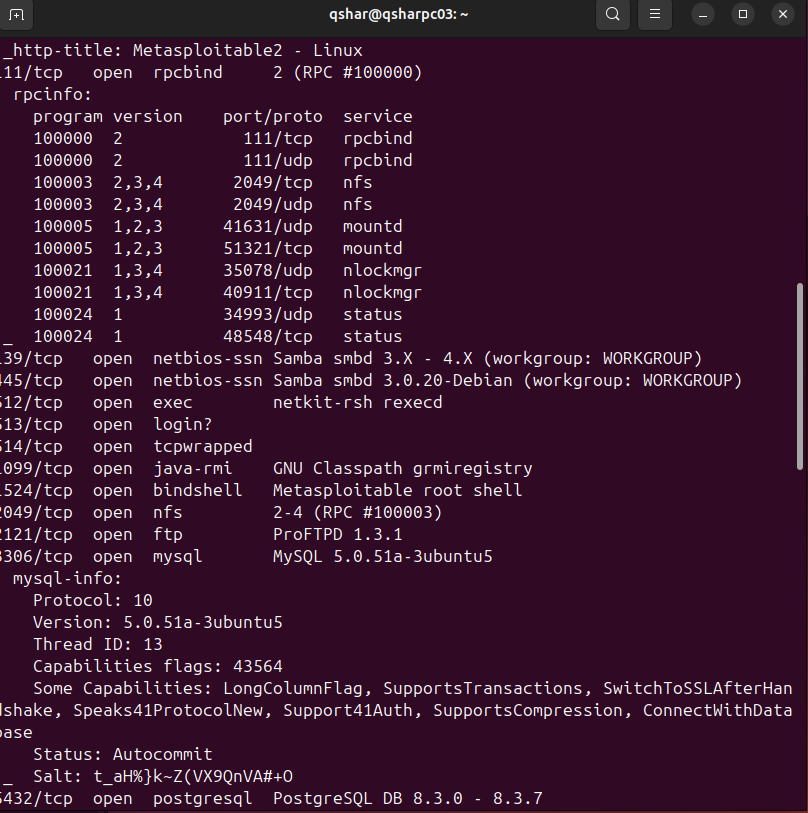 qshar@qsharpc03: ~
_http-title: Metasploitable2 - Linux
11/tcp   open  rpcbind     2 (RPC #100000)
 rpcinfo:
   program version    port/proto  service
   100000  2            111/tcp   rpcbind
   100000  2            111/udp   rpcbind
   100003  2,3,4       2049/tcp   nfs
   100003  2,3,4       2049/udp   nfs
   100005  1,2,3      41631/udp   mountd
   100005  1,2,3      51321/tcp   mountd
   100021  1,3,4      35078/udp   nlockmgr
   100021  1,3,4      40911/tcp   nlockmgr
   100024  1          34993/udp   status
_  100024  1          48548/tcp   status
139/tcp  open  netbios-ssn Samba smbd 3.X - 4.X (workgroup: WORKGROUP)
445/tcp  open  netbios-ssn Samba smbd 3.0.20-Debian (workgroup: WORKGROUP)
512/tcp  open  exec        netkit-rsh rexecd
513/tcp  open  login?
514/tcp  open  tcpwrapped
1099/tcp open  java-rmi    GNU Classpath grmiregistry
1524/tcp open  bindshell   Metasploitable root shell
2049/tcp open  nfs         2-4 (RPC #100003)
2121/tcp open  ftp         ProFTPD 1.3.1
3306/tcp open  mysql       MySQL 5.0.51a-3ubuntu5
 mysql-info:
   Protocol: 10
   Version: 5.0.51a-3ubuntu5
   Thread ID: 13
   Capabilities flags: 43564
   Some Capabilities: LongColumnFlag, SupportsTransactions, SwitchToSSLAfterHan
dshake, Speaks41ProtocolNew, Support41Auth, SupportsCompression, ConnectWithData
base
   Status: Autocommit
_  Salt: t_aH%}k~Z(VX9QnVA#+O
5432/tcp open  postgresql  PostgreSQL DB 8.3.0 - 8.3.7